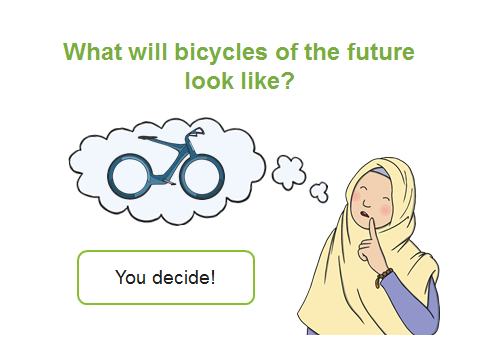 What will bicycles of the future
look like?
You decide!